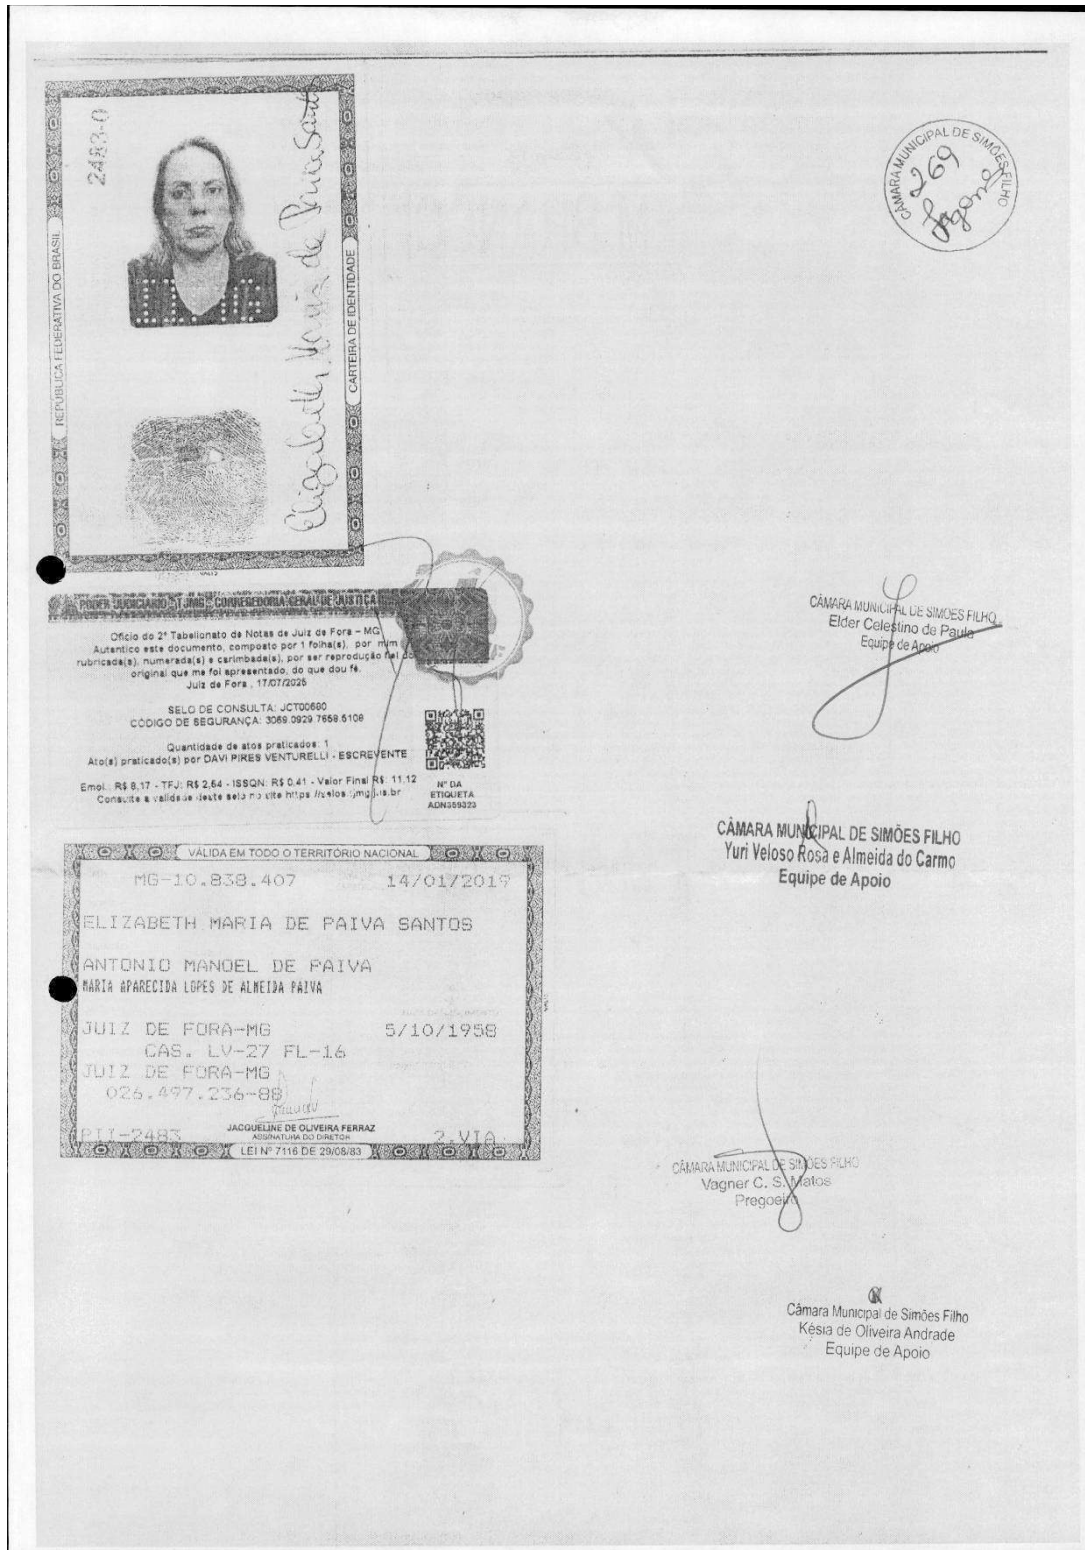 2483-0
REPÚBLICA FEDERATIVA DO BRASIL
CARTEIRA DE IDENTIDADE
Elizabeth Maria de Paiva Santos
CÂMARA MUNICIPAL DE SIMÕES FILHO
269
PODER JUDICIÁRIO - TJMG - CORREGEDORIA GERAL DE JUSTIÇA
Ofício do 2º Tabelionato de Notas de Juiz de Fora – MG
Autentico este documento, composto por 1 folha(s), por mim
rubricada(s), numerada(s) e carimbada(s), por ser reprodução fiel do
original que me foi apresentado, do que dou fé.
Juiz de Fora , 17/07/2025
SELO DE CONSULTA: JCT00680
CÓDIGO DE SEGURANÇA: 3069.0929.7658.5108
Quantidade de atos praticados: 1
Ato(s) praticado(s) por DAVI PIRES VENTURELLI - ESCREVENTE
Emol.: R$ 8,17 - TFJ: R$ 2,54 - ISSQN: R$ 0,41 - Valor Final R$: 11,12
Consulte a validade deste selo no site https://selos.tjmg.jus.br
Nº DA
ETIQUETA
ADN359323
CÂMARA MUNICIPAL DE SIMÕES FILHO
Elder Celestino de Paula
Equipe de Apoio
CÂMARA MUNICIPAL DE SIMÕES FILHO
Yuri Veloso Rosa e Almeida do Carmo
Equipe de Apoio
VÁLIDA EM TODO O TERRITÓRIO NACIONAL
MG-10.838.407 14/01/2019
ELIZABETH MARIA DE PAIVA SANTOS
ANTONIO MANOEL DE PAIVA
MARIA APARECIDA LOPES DE ALMEIDA PAIVA
JUIZ DE FORA-MG 5/10/1958
CAS. LV-27 FL-16
JUIZ DE FORA-MG
026.497.236-88
JACQUELINE DE OLIVEIRA FERRAZ
ASSINATURA DO DIRETOR
PII-2483 2.VIA
LEI Nº 7116 DE 29/08/83
CÂMARA MUNICIPAL DE SIMÕES FILHO
Vagner C. S. Matos
Pregoeiro
Câmara Municipal de Simões Filho
Késia de Oliveira Andrade
Equipe de Apoio